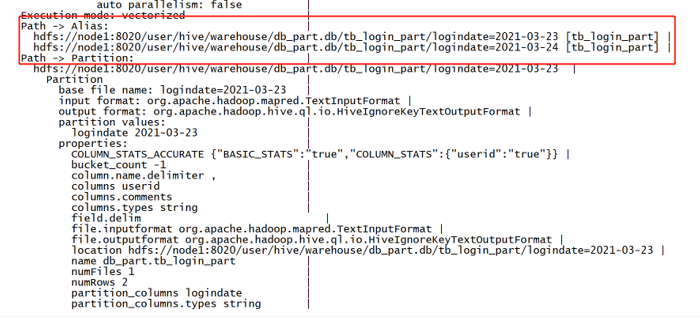 auto parallelism: false
Execution mode: vectorized
Path -> Alias:
hdfs://node1:8020/user/hive/warehouse/db_part.db/tb_login_part/logindate=2021-03-23 [tb_login_part] |
hdfs://node1:8020/user/hive/warehouse/db_part.db/tb_login_part/logindate=2021-03-24 [tb_login_part] |
Path -> Partition:
hdfs://node1:8020/user/hive/warehouse/db_part.db/tb_login_part/logindate=2021-03-23 |
Partition
base file name: logindate=2021-03-23
input format: org.apache.hadoop.mapred.TextInputFormat |
output format: org.apache.hadoop.hive.ql.io.HiveIgnoreKeyTextOutputFormat |
partition values:
logindate 2021-03-23
properties:
COLUMN_STATS_ACCURATE {"BASIC_STATS":"true","COLUMN_STATS":{"userid":"true"}} |
bucket_count -1
column.name.delimiter ,
columns userid
columns.comments
columns.types string
field.delim |
file.inputformat org.apache.hadoop.mapred.TextInputFormat |
file.outputformat org.apache.hadoop.hive.ql.io.HiveIgnoreKeyTextOutputFormat |
location hdfs://node1:8020/user/hive/warehouse/db_part.db/tb_login_part/logindate=2021-03-23 |
name db_part.tb_login_part
numFiles 1
numRows 2
partition_columns logindate
partition_columns.types string